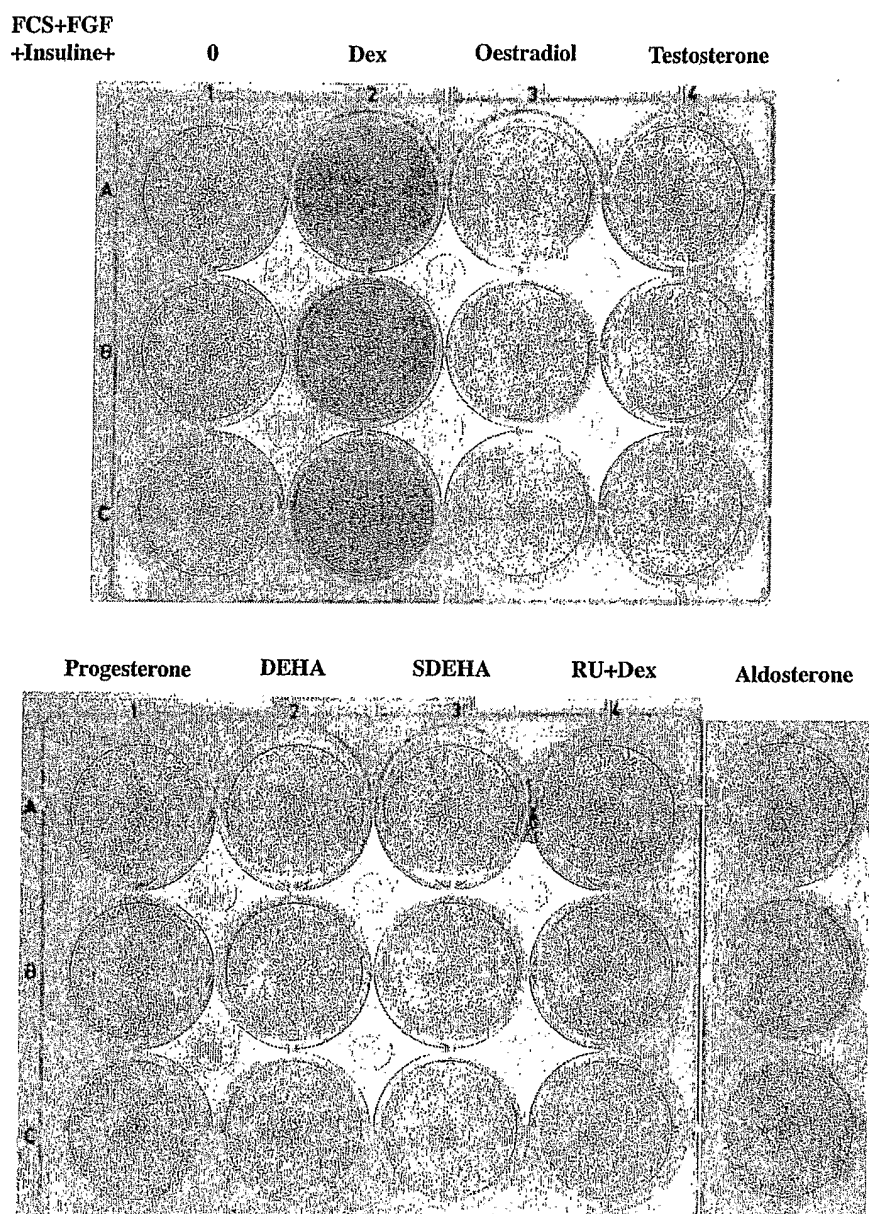 FCS+FGF
+Insuline+ 0 Dex Oestradiol Testosterone
1 2 3 4
A
B
C
Progesterone DEHA SDEHA RU+Dex Aldosterone
1 2 3 4
A
B
C